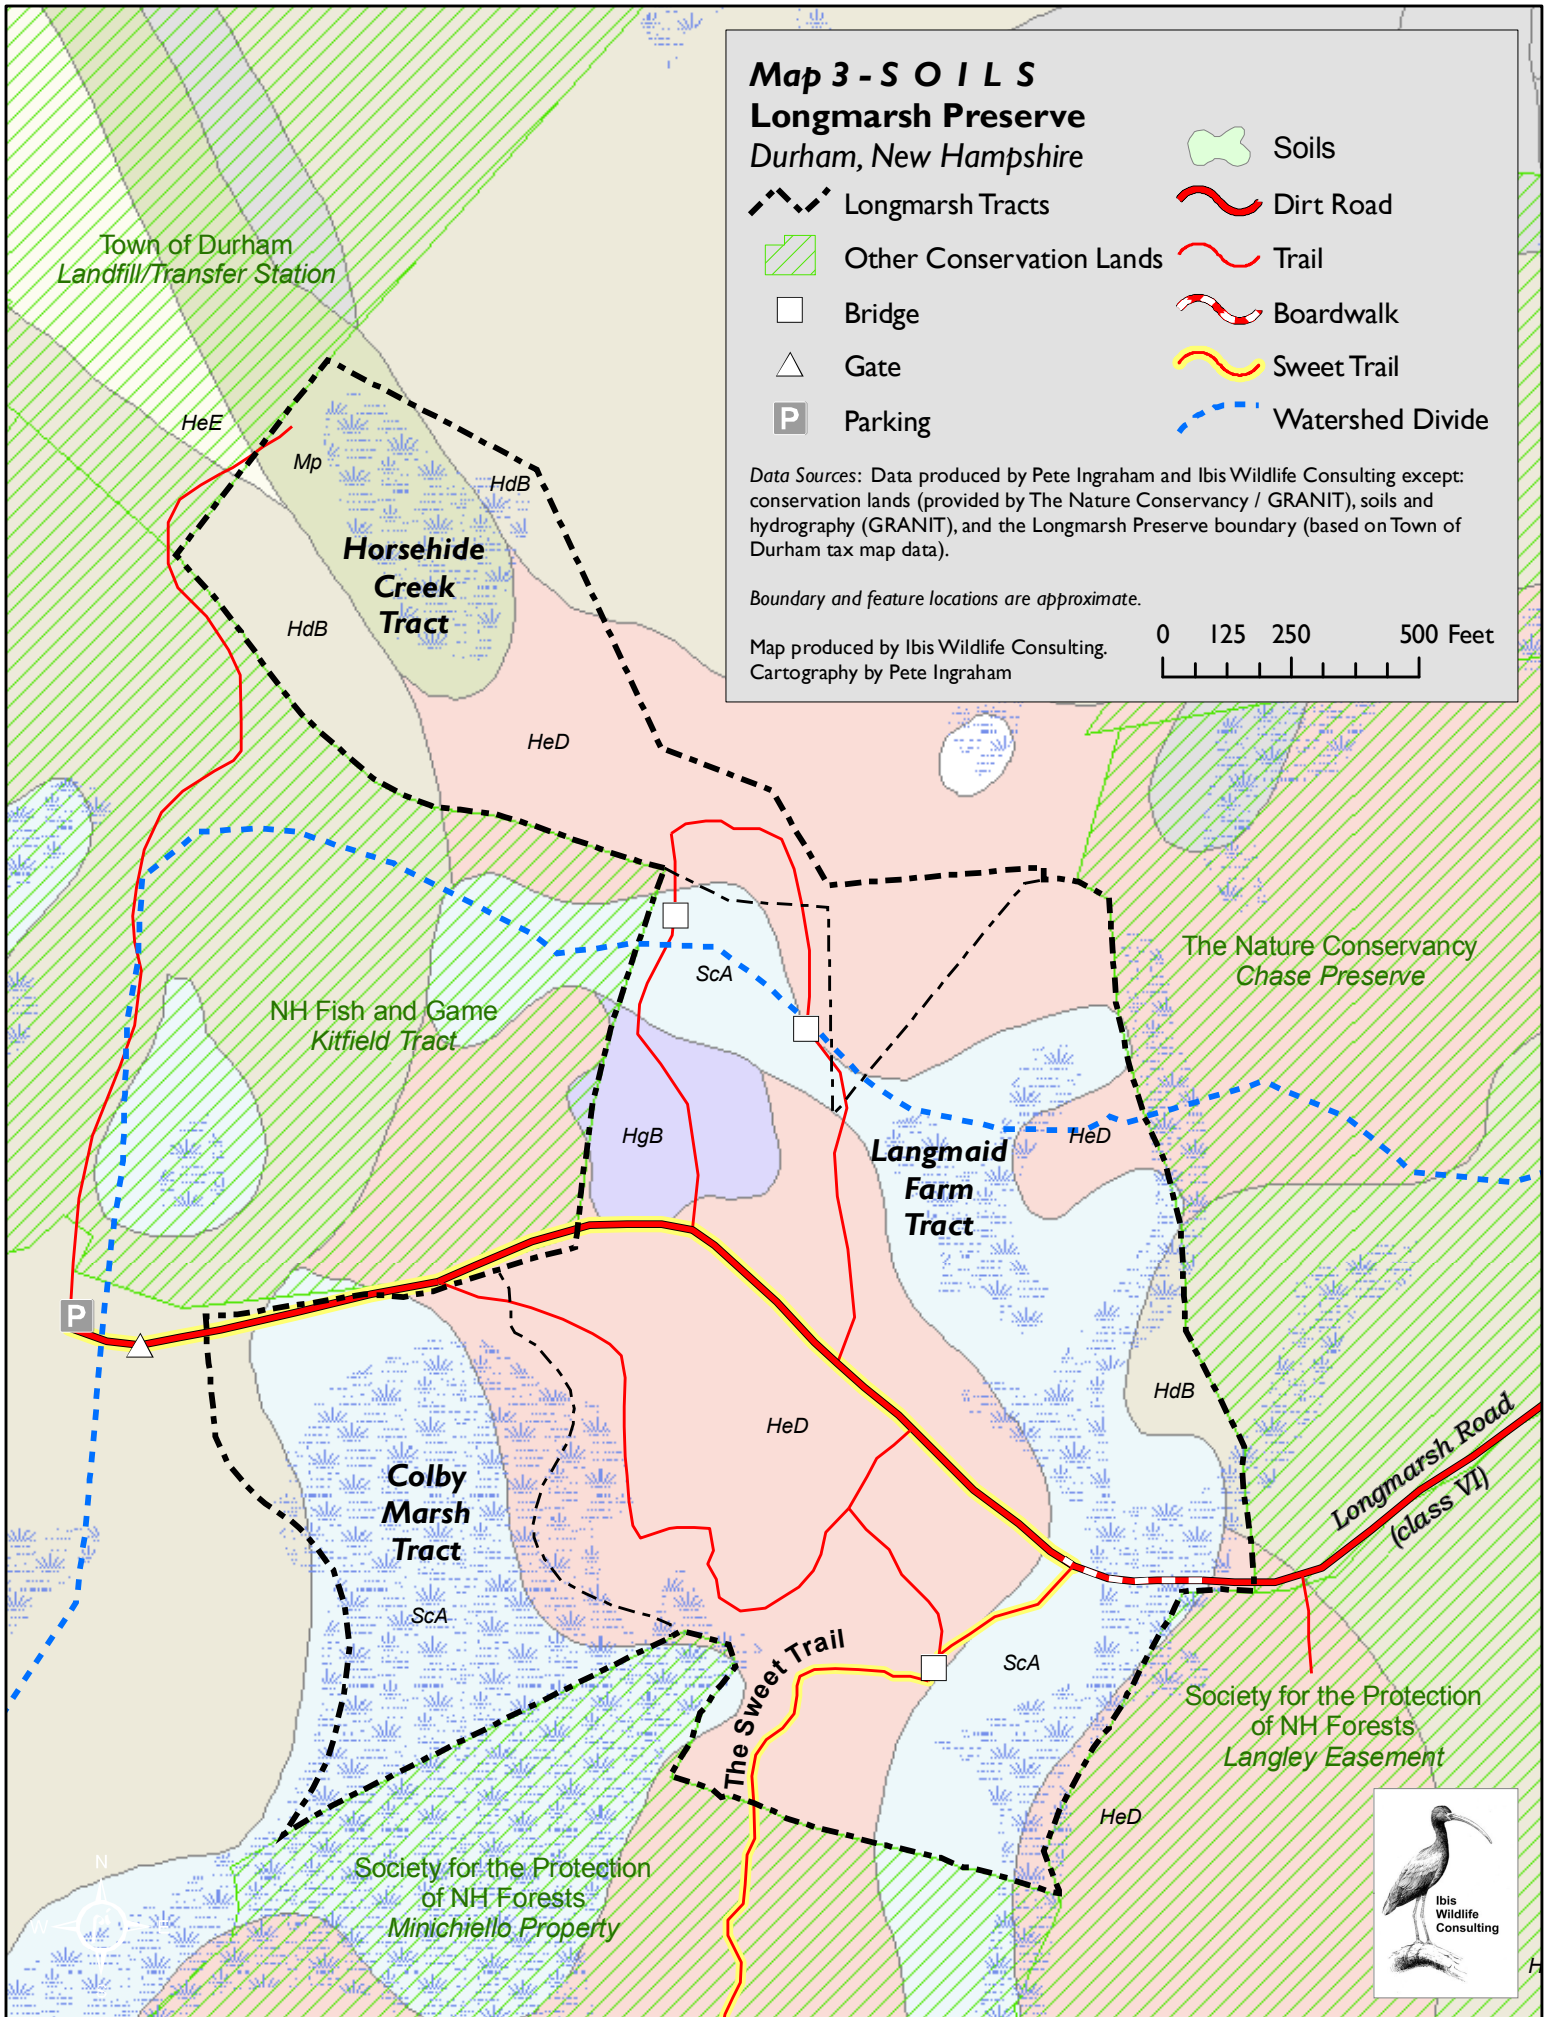 Map 3 - S O I L S
Longmarsh Preserve
Durham, New Hampshire
Longmarsh Tracts
Other Conservation Lands
Bridge
Gate
P
Parking
Soils
Dirt Road
Trail
Boardwalk
Sweet Trail
Watershed Divide
Data Sources: Data produced by Pete Ingraham and Ibis Wildlife Consulting except:
conservation lands (provided by The Nature Conservancy / GRANIT), soils and
hydrography (GRANIT), and the Longmarsh Preserve boundary (based on Town of
Durham tax map data).
Boundary and feature locations are approximate.
Map produced by Ibis Wildlife Consulting.
Cartography by Pete Ingraham
0 125 250 500 Feet
Town of Durham
Landfill/Transfer Station
HeE
Mp
HdB
Horsehide
Creek
Tract
HdB
HeD
ScA
The Nature Conservancy
Chase Preserve
NH Fish and Game
Kitfield Tract
HgB
HeD
Langmaid
Farm
Tract
P
HdB
HeD
Longmarsh Road
(class VI)
Colby
Marsh
Tract
ScA
The Sweet Trail
ScA
Society for the Protection
of NH Forests
Langley Easement
HeD
Society for the Protection
of NH Forests
Minichiello Property
N
W
Ibis
Wildlife
Consulting
H